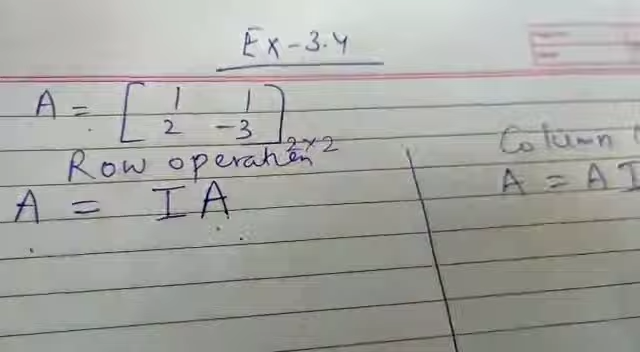 Ex-3.4
A = [ 1 1
2 -3 ] 2×2
Row operation
A = IA
Column
A = AI